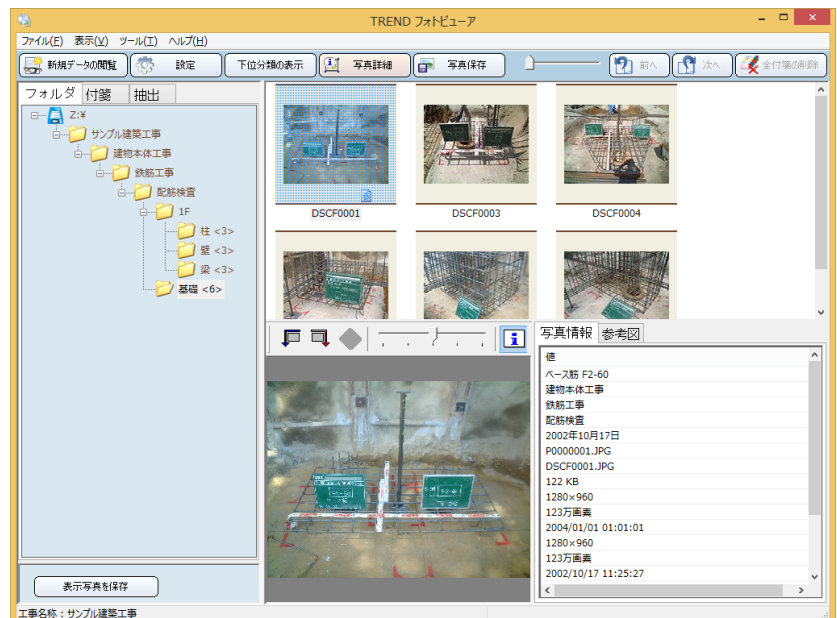 TREND フォトビューア
ファイル(F) 表示(V) ツール(T) ヘルプ(H)
新規データの閲覧 設定 下位分類の表示 写真詳細 写真保存 前へ 次へ 全付箋の削除
フォルダ 付箋 抽出
Z:¥
サンプル建築工事
建物本体工事
鉄筋工事
配筋検査
1F
柱 <3>
壁 <3>
梁 <3>
基礎 <6>
DSCF0001 DSCF0003 DSCF0004
写真情報 参考図
値
ベース筋 F2-60
建物本体工事
鉄筋工事
配筋検査
2002年10月17日
P0000001.JPG
DSCF0001.JPG
122 KB
1280×960
123万画素
2004/01/01 01:01:01
1280×960
123万画素
2002/10/17 11:25:27
表示写真を保存
工事名称：サンプル建築工事